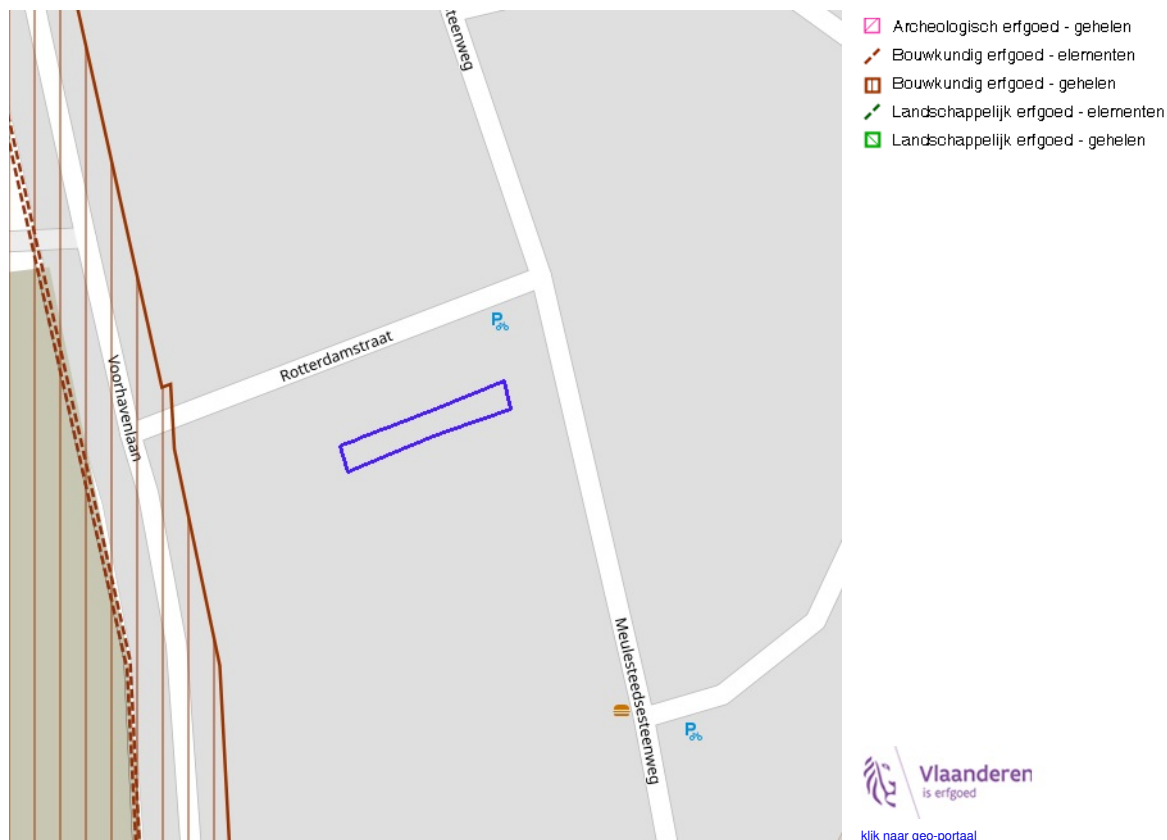 teenweg
Rotterdamstraat
Voorhavenlaan
Meulesteedsesteenweg
P
P
Archeologisch erfgoed - gehelen
Bouwkundig erfgoed - elementen
Bouwkundig erfgoed - gehelen
Landschappelijk erfgoed - elementen
Landschappelijk erfgoed - gehelen
Vlaanderen
is erfgoed
klik naar geo-portaal